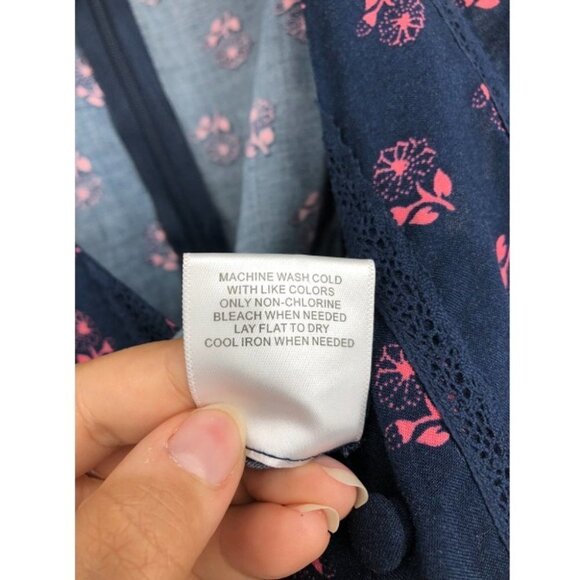 MACHINE WASH COLD
WITH LIKE COLORS
ONLY NON-CHLORINE
BLEACH WHEN NEEDED
LAY FLAT TO DRY
COOL IRON WHEN NEEDED